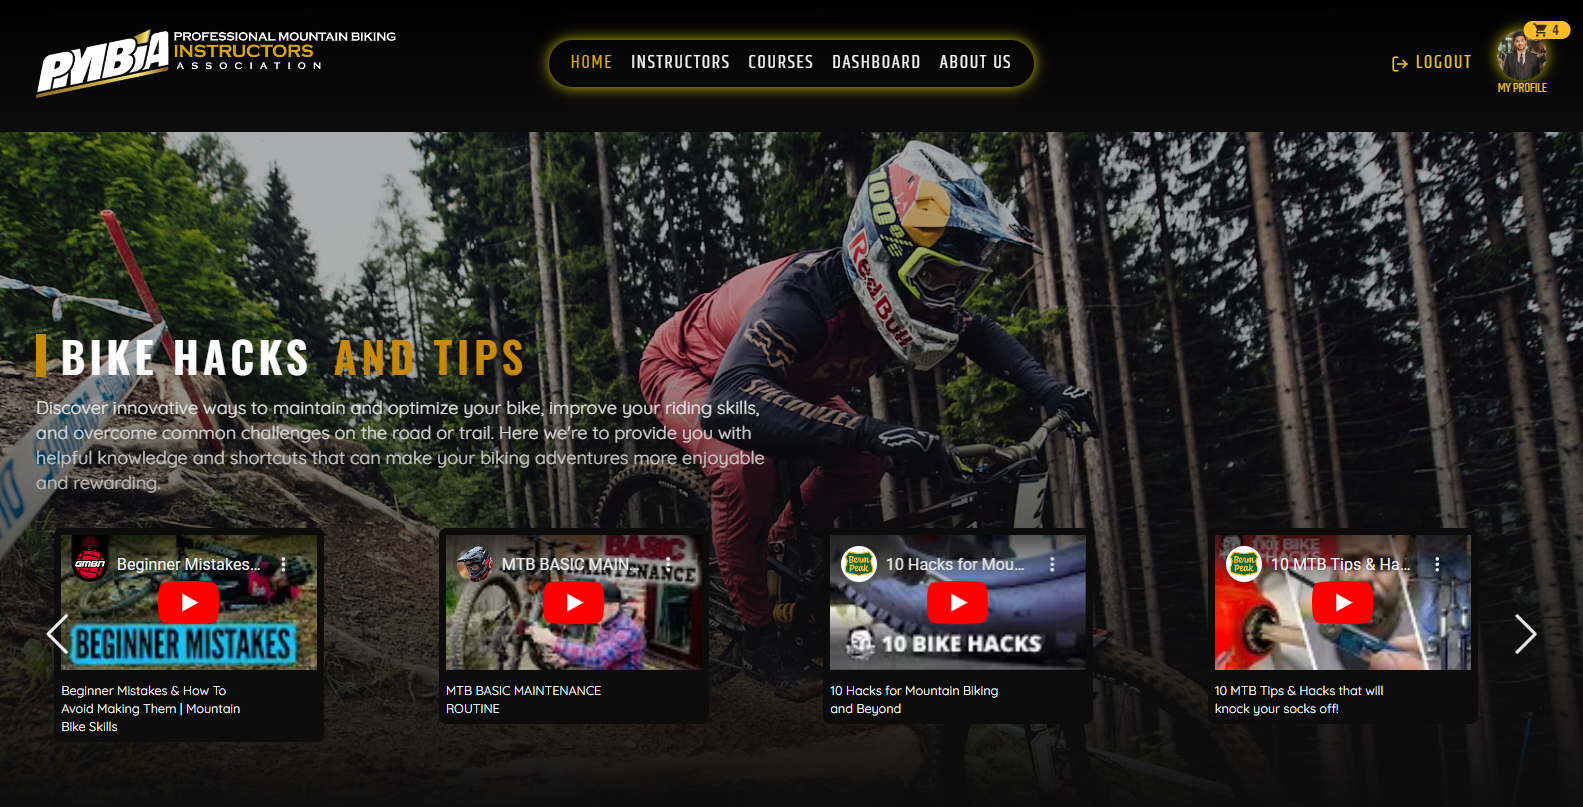 PMBiA
PROFESSIONAL MOUNTAIN BIKING
INSTRUCTORS
ASSOCIATION
HOME INSTRUCTORS COURSES DASHBOARD ABOUT US
LOGOUT
4
MY PROFILE
100%
Red Bull
SPECIALIZED
BIKE HACKS AND TIPS
Discover innovative ways to maintain and optimize your bike, improve your riding skills,
and overcome common challenges on the road or trail. Here we're to provide you with
helpful knowledge and shortcuts that can make your biking adventures more enjoyable
and rewarding.
GMBN
Beginner Mistakes...
BEGINNER MISTAKES
Beginner Mistakes & How To
Avoid Making Them | Mountain
Bike Skills
BASIC
MTB BASIC MAIN...
MAINTENANCE
MTB BASIC MAINTENANCE
ROUTINE
Berm
Peak
10 Hacks for Mou...
10 BIKE HACKS
10 Hacks for Mountain Biking
and Beyond
BIKE
Berm
Peak
10 MTB Tips & Ha...
10 MTB Tips & Hacks that will
knock your socks off!